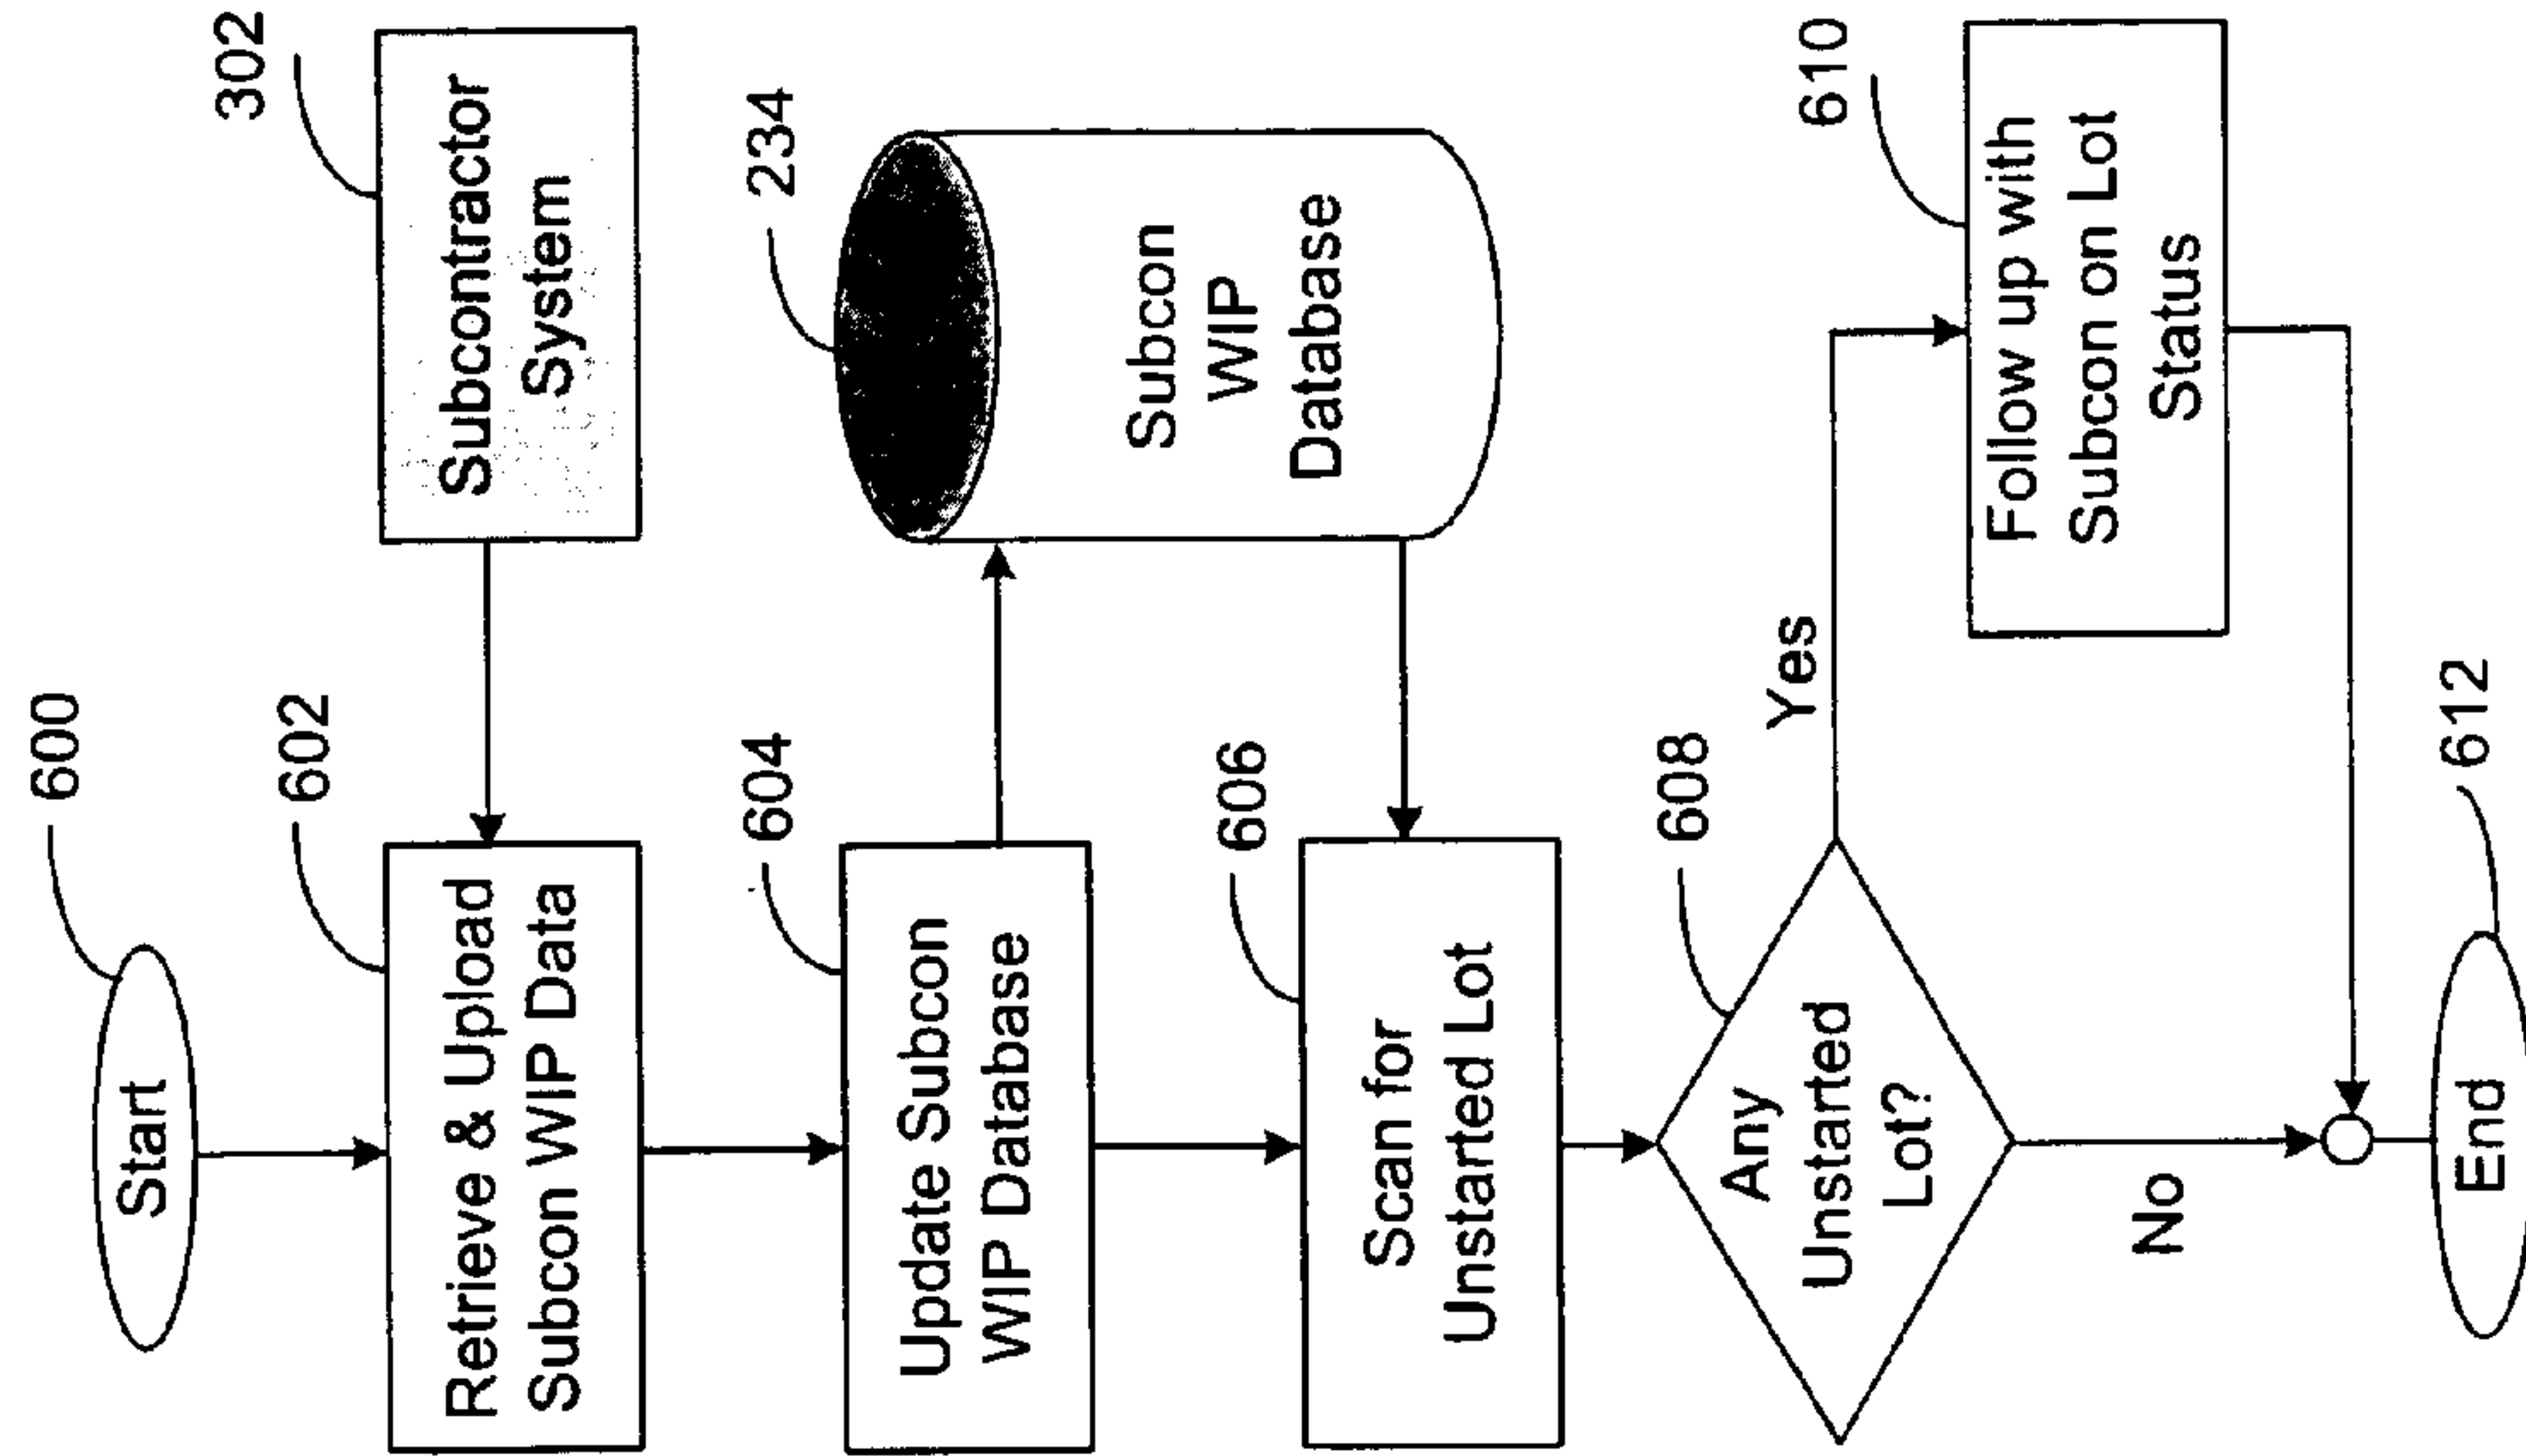 600
Start
302
602
Subcontractor
System
Retrieve & Upload
Subcon WIP Data
234
604
Update Subcon
WIP Database
Subcon
WIP
Database
606
Scan for
Unstarted Lot
608
Any
Unstarted
Lot?
Yes
610
Follow up with
Subcon on Lot
Status
No
612
End